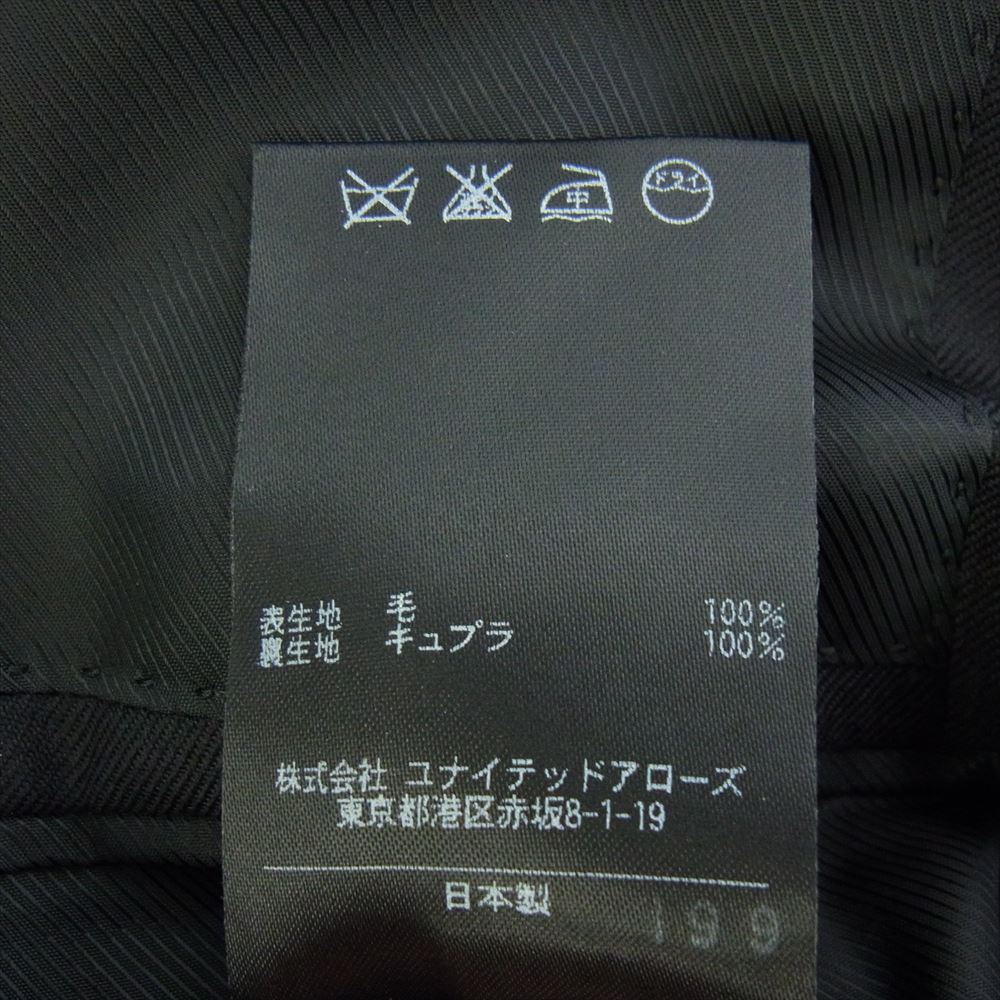 中 ドライ
表生地 毛 100%
裏生地 キュプラ 100%
株式会社 ユナイテッドアローズ
東京都港区赤坂8-1-19
日本製